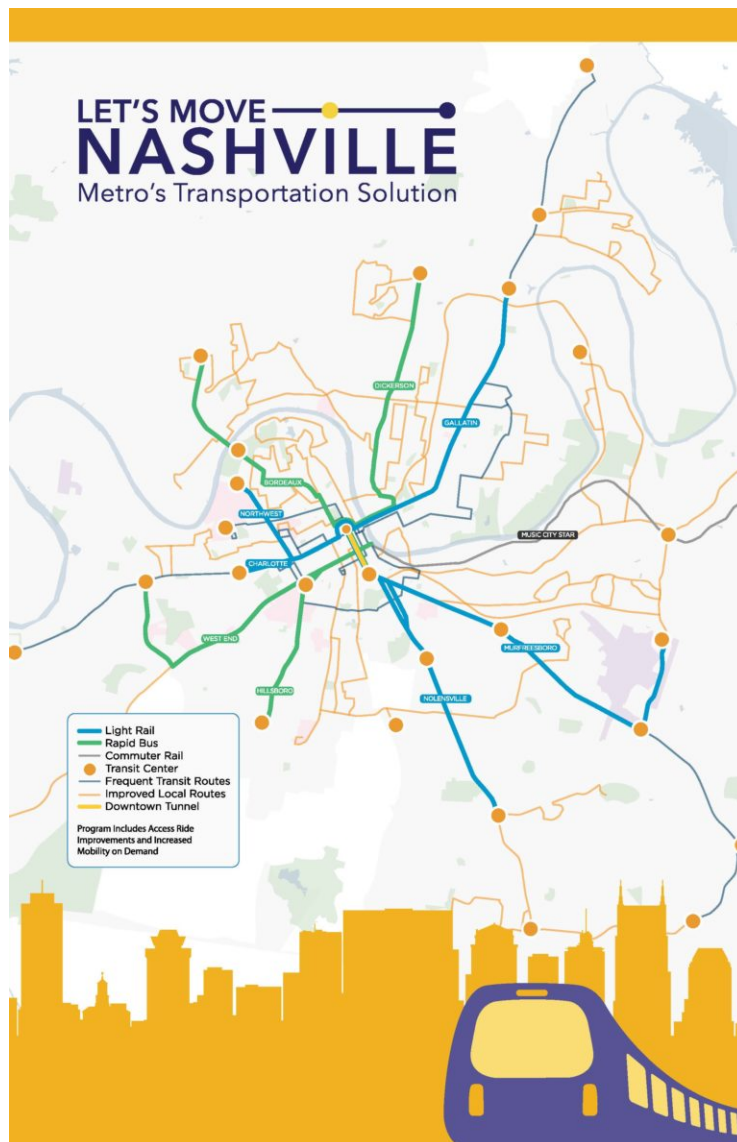 LET'S MOVE
NASHVILLE
Metro's Transportation Solution
DICKERSON
GALLATIN
BORDEAUX
NORTHWEST
MUSIC CITY STAR
CHARLOTTE
WEST END
MURFREESBORO
HILLSBORO
NOLENSVILLE
Light Rail
Rapid Bus
Commuter Rail
Transit Center
Frequent Transit Routes
Improved Local Routes
Downtown Tunnel
Program Includes Access Ride
Improvements and Increased
Mobility on Demand